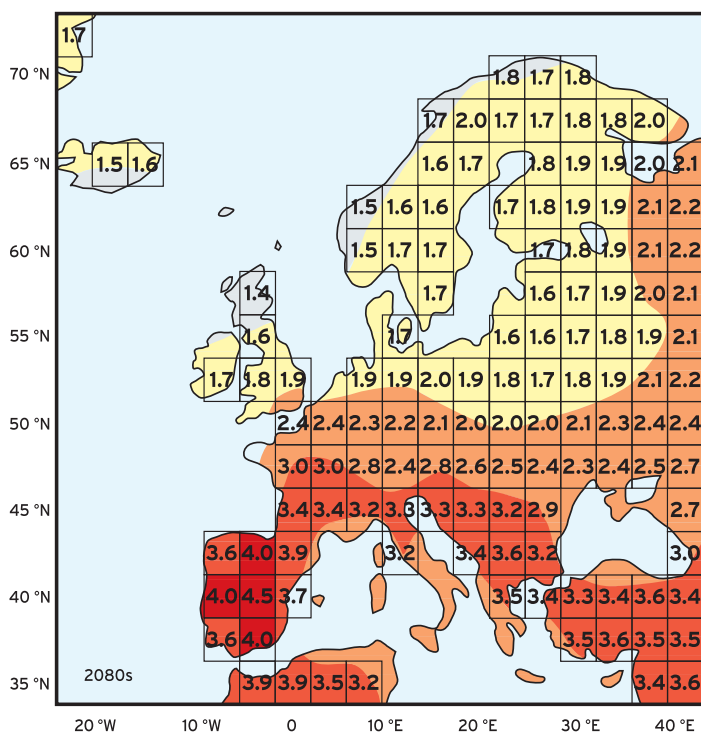 1.7
70 °N 1.8 1.7 1.8
1.7 2.0 1.7 1.7 1.8 1.8 2.0
65 °N 1.5 1.6 1.6 1.7 1.8 1.9 1.9 2.0 2.1
1.5 1.6 1.6 1.7 1.8 1.9 1.9 2.1 2.2
60 °N 1.5 1.7 1.7 1.7 1.8 1.9 2.1 2.2
1.4 1.7 1.6 1.7 1.9 2.0 2.1
55 °N 1.6 1.7 1.6 1.6 1.7 1.8 1.9 2.1
1.7 1.8 1.9 1.9 1.9 2.0 1.9 1.8 1.7 1.8 1.9 2.1 2.2
50 °N 2.4 2.4 2.3 2.2 2.1 2.0 2.0 2.0 2.1 2.3 2.4 2.4
3.0 3.0 2.8 2.4 2.8 2.6 2.5 2.4 2.3 2.4 2.5 2.7
45 °N 3.4 3.4 3.2 3.3 3.3 3.3 3.2 2.9 2.7
3.6 4.0 3.9 3.2 3.4 3.6 3.2 3.0
40 °N 4.0 4.5 3.7 3.5 3.4 3.3 3.4 3.6 3.4
3.6 4.0 3.5 3.6 3.5 3.5
35 °N 2080s 3.9 3.9 3.5 3.2 3.4 3.6
20 °W 10 °W 0 10 °E 20 °E 30 °E 40 °E